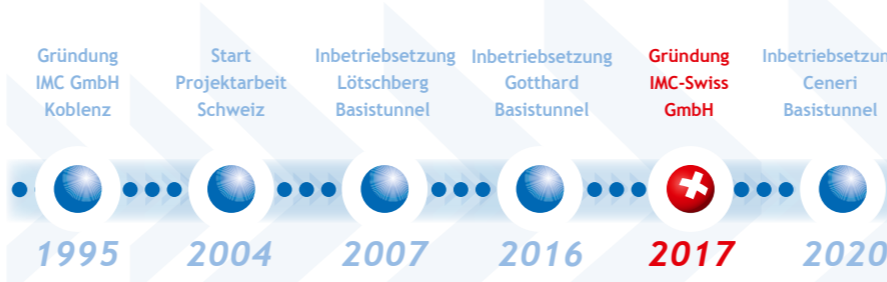 Gründung
IMC GmbH
Koblenz
1995
Start
Projektarbeit
Schweiz
2004
Inbetriebsetzung
Lötschberg
Basistunnel
2007
Inbetriebsetzung
Gotthard
Basistunnel
2016
Gründung
IMC-Swiss
GmbH
2017
Ceneri
Basistunnel
2020